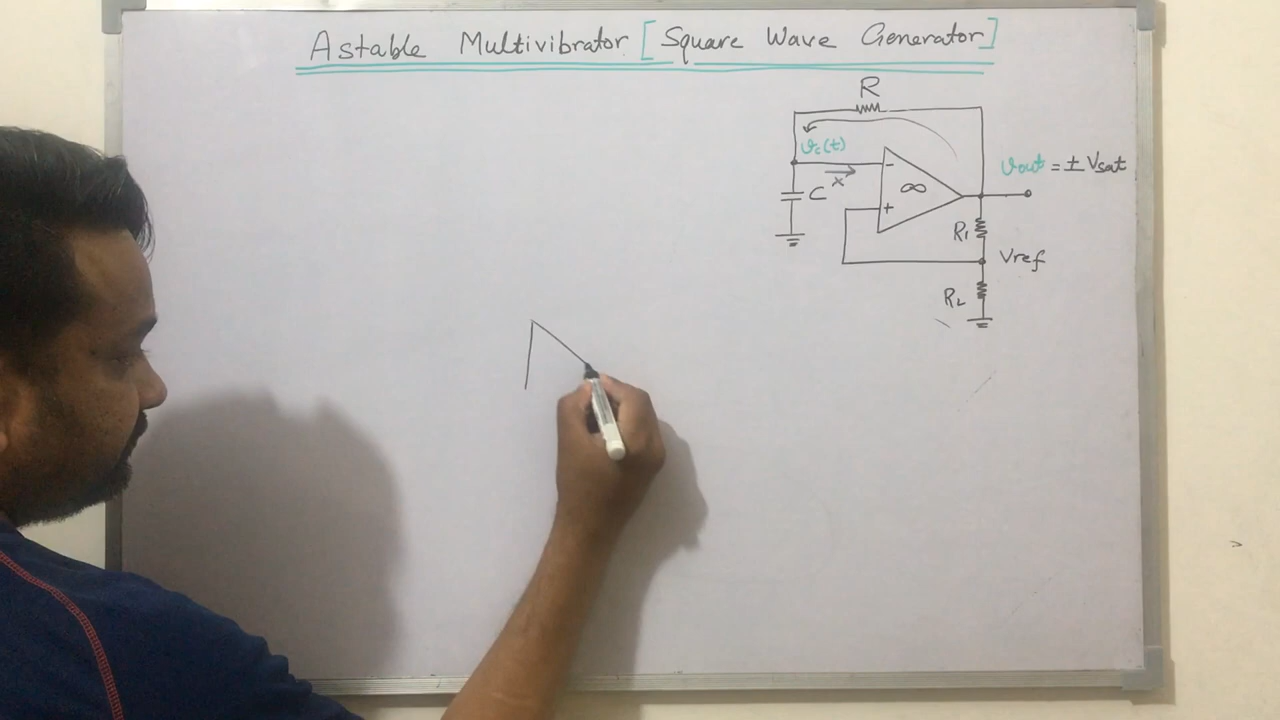 Astable Multivibrator [Square Wave Generator]
R
vc(t)
x
C
-
∞
+
vout = ± Vsat
R1
Vref
R2